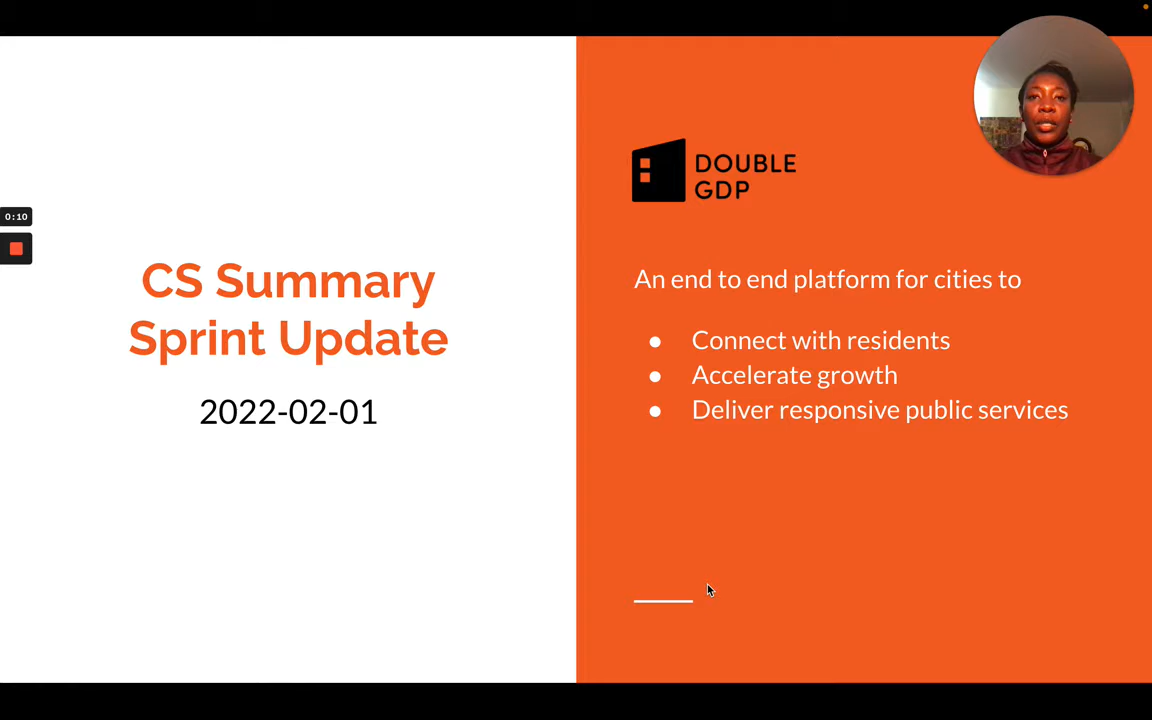 DOUBLE
GDP
0:10
CS Summary
Sprint Update
2022-02-01
An end to end platform for cities to
● Connect with residents
● Accelerate growth
● Deliver responsive public services